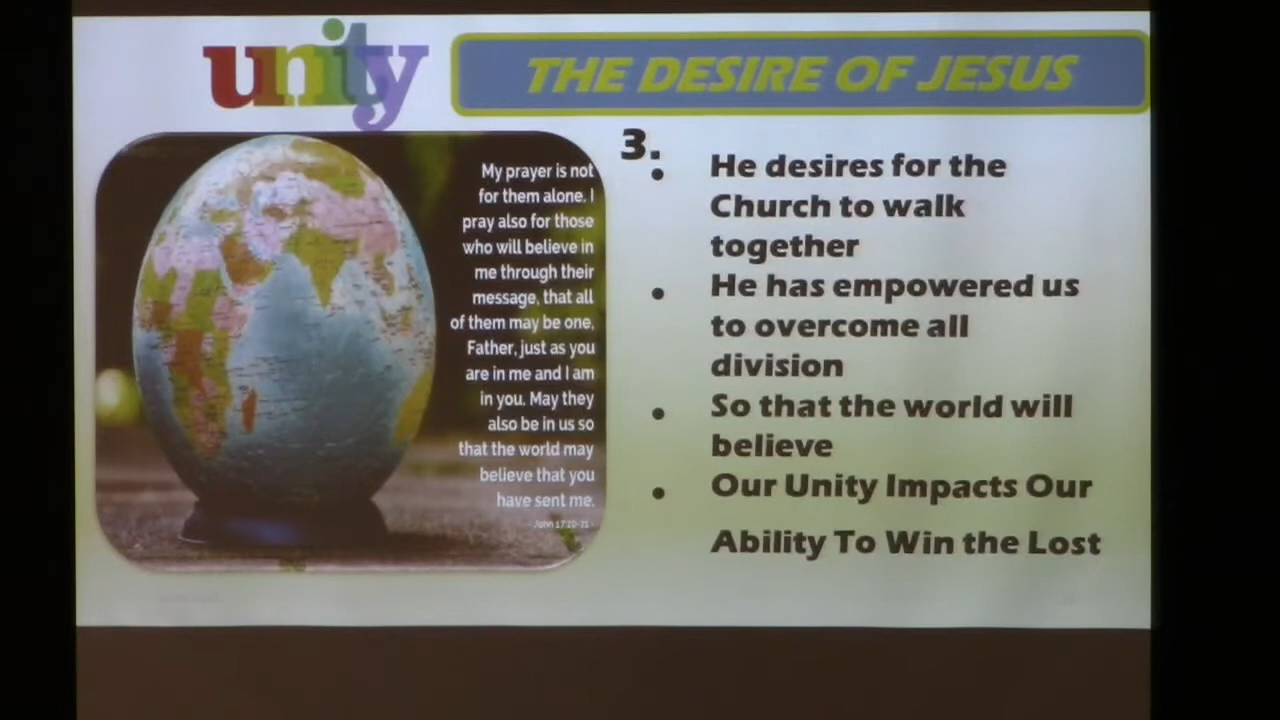 unity
THE DESIRE OF JESUS
My prayer is not
for them alone. I
pray also for those
who will believe in
me through their
message, that all
of them may be one,
Father, just as you
are in me and I am
in you. May they
also be in us so
that the world may
believe that you
have sent me.
- John 17:20-21 -
3.
• He desires for the
Church to walk
together
• He has empowered us
to overcome all
division
• So that the world will
believe
• Our Unity Impacts Our
Ability To Win the Lost